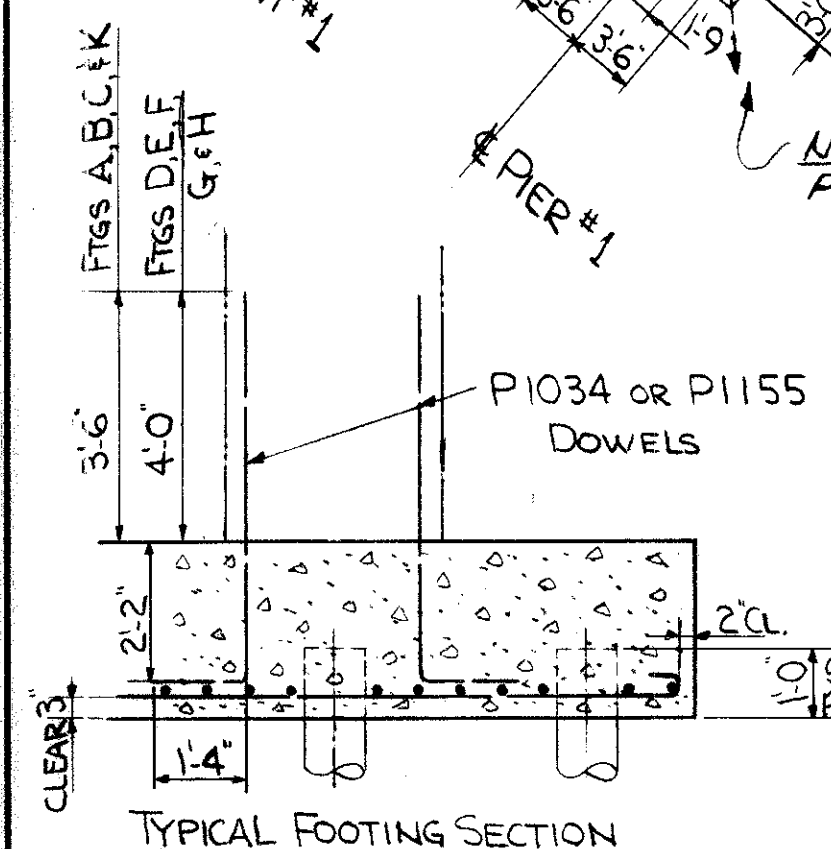 #1
3'-6"
1'-9
℄ PIER #1
FTGS A,B,C,&K
FTGS D,E,F
G,&H
3'-6"
4'-0"
P1034 OR P1155
DOWELS
2'-2"
2"CL.
1'-0"
CLEAR 3"
1'-4"
TYPICAL FOOTING SECTION